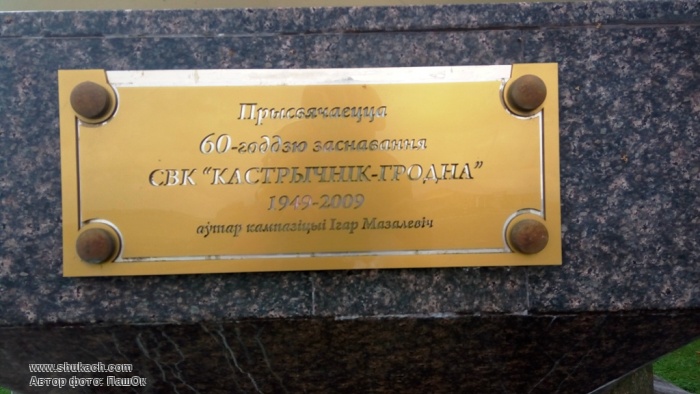 Прысвячаецца
60-годдзю заснавання
СВК "КАСТРЫЧНІК-ГРОДНА"
1949-2009
аўтар кампазіцыі Ігар Мазалевіч
www.shukach.com
Автор фото: ПашОк